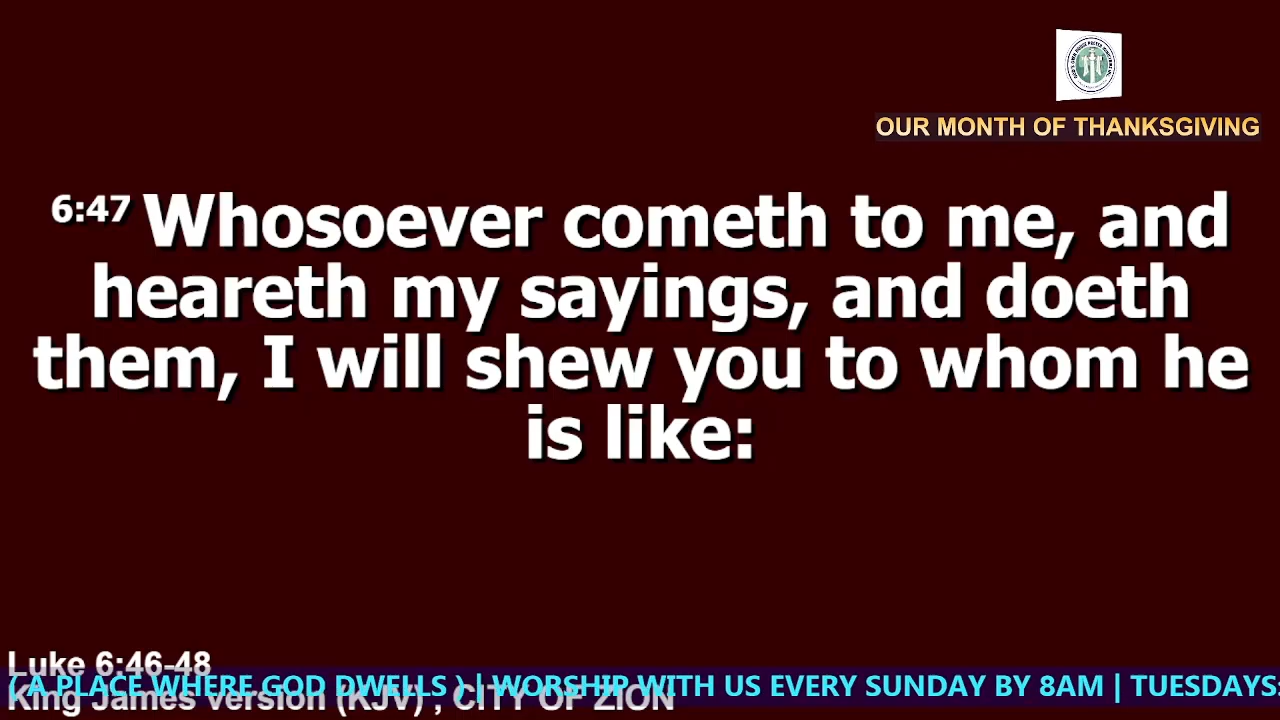 OUR MONTH OF THANKSGIVING
6:47 Whosoever cometh to me, and
heareth my sayings, and doeth
them, I will shew you to whom he
is like:
Luke 6:46-48
( A PLACE WHERE GOD DWELLS ) | WORSHIP WITH US EVERY SUNDAY BY 8AM | TUESDAYS
King James version (KJV) , CITY OF ZION